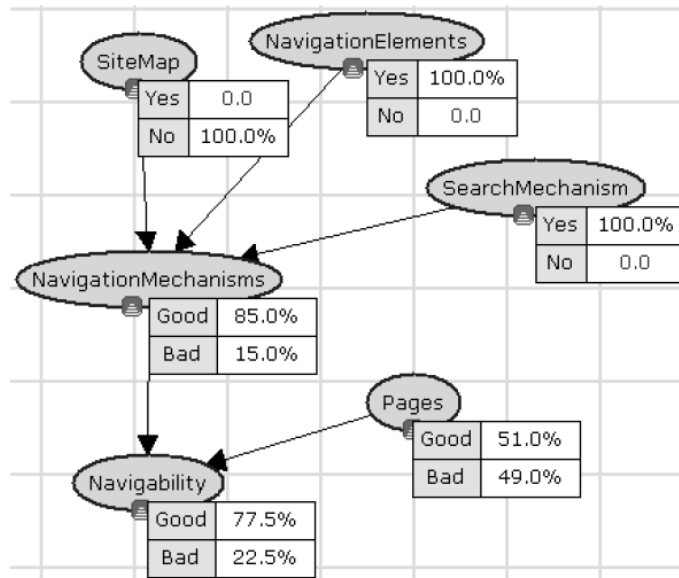 NavigationElements
SiteMap
Yes 100.0%
No 0.0
Yes 0.0
No 100.0%
SearchMechanism
Yes 100.0%
No 0.0
NavigationMechanisms
Good 85.0%
Bad 15.0%
Pages
Good 51.0%
Bad 49.0%
Navigability
Good 77.5%
Bad 22.5%